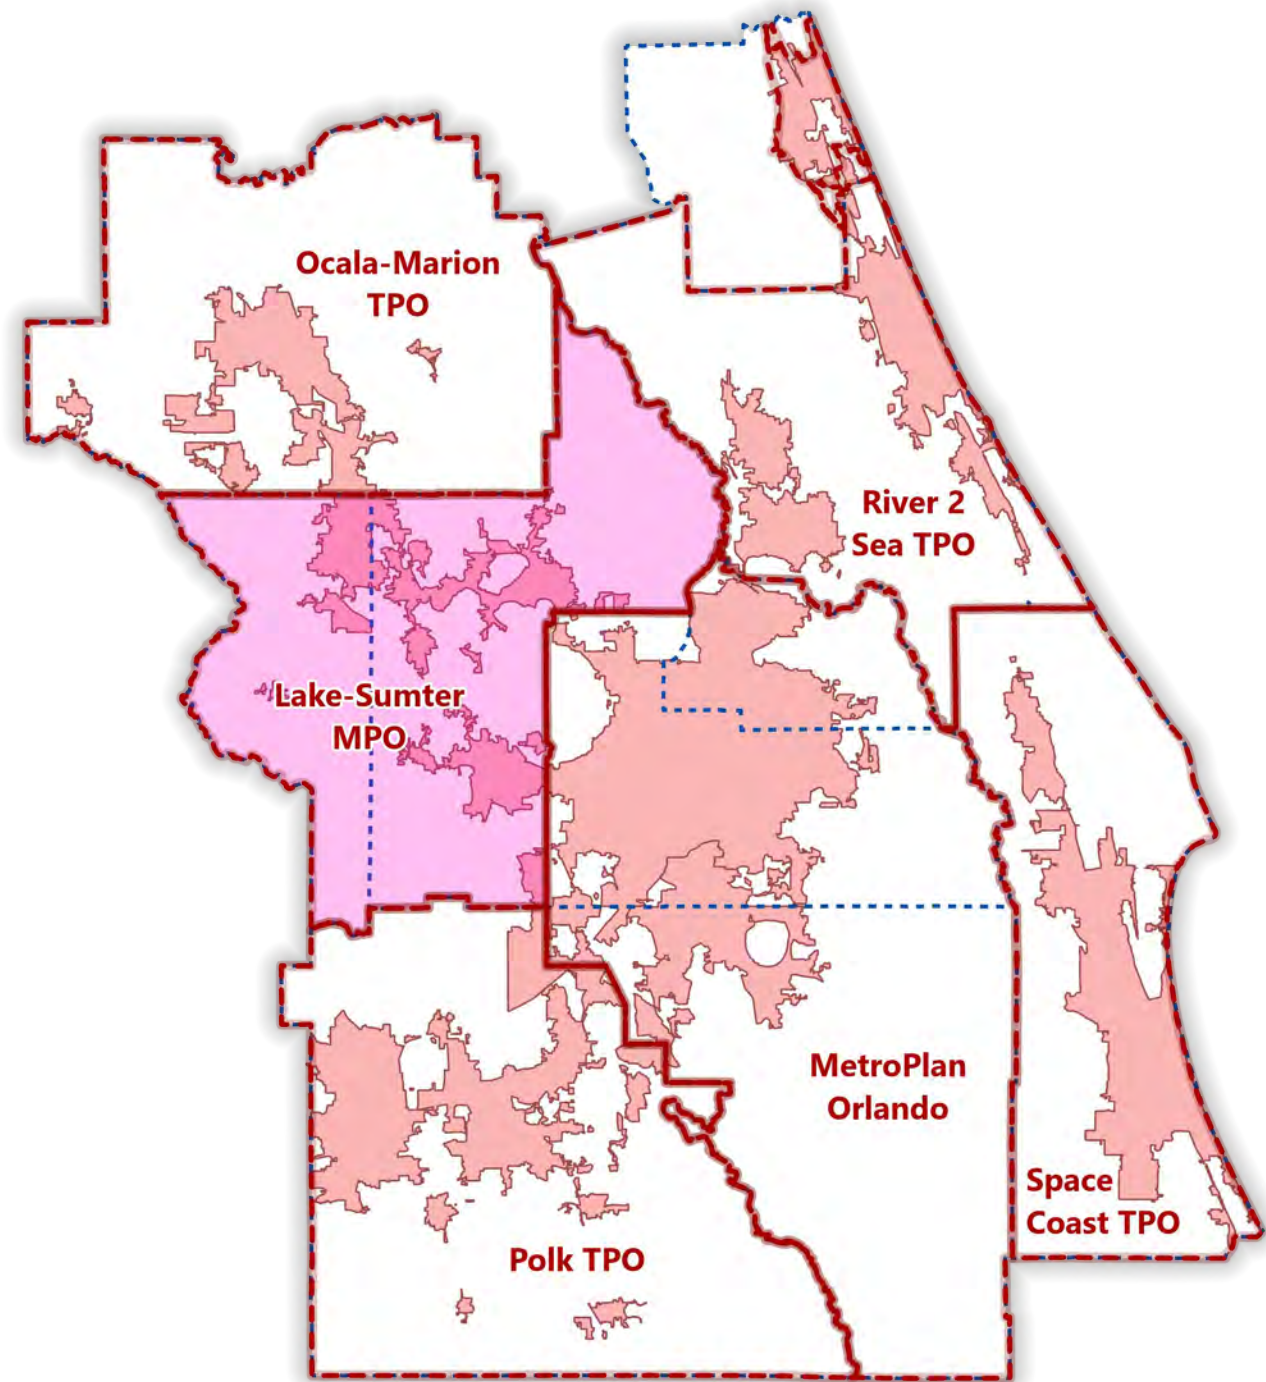 Ocala-Marion
TPO
River 2
Sea TPO
Lake-Sumter
MPO
MetroPlan
Orlando
Space
Coast TPO
Polk TPO